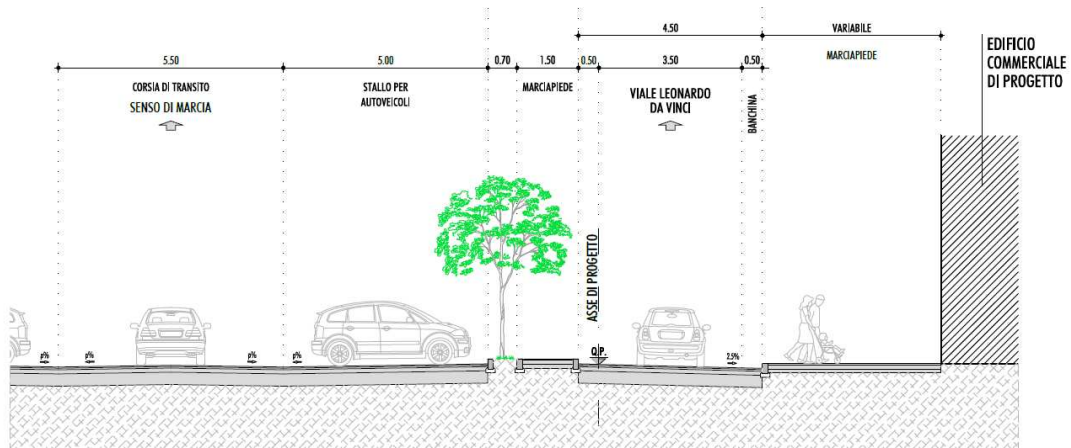 4.50
VARIABILE
5.50
5.00
0.70
1.50
0.50
3.50
0.50
MARCIAPIEDE
CORSIA DI TRANSITO
SENSO DI MARCIA
STALLO PER
AUTOVEICOLI
MARCIAPIEDE
VIALE LEONARDO
DA VINCI
BANCHINA
EDIFICIO
COMMERCIALE
DI PROGETTO
ASSE DI PROGETTO
p%
p%
p%
p%
Q.P.
2.5%